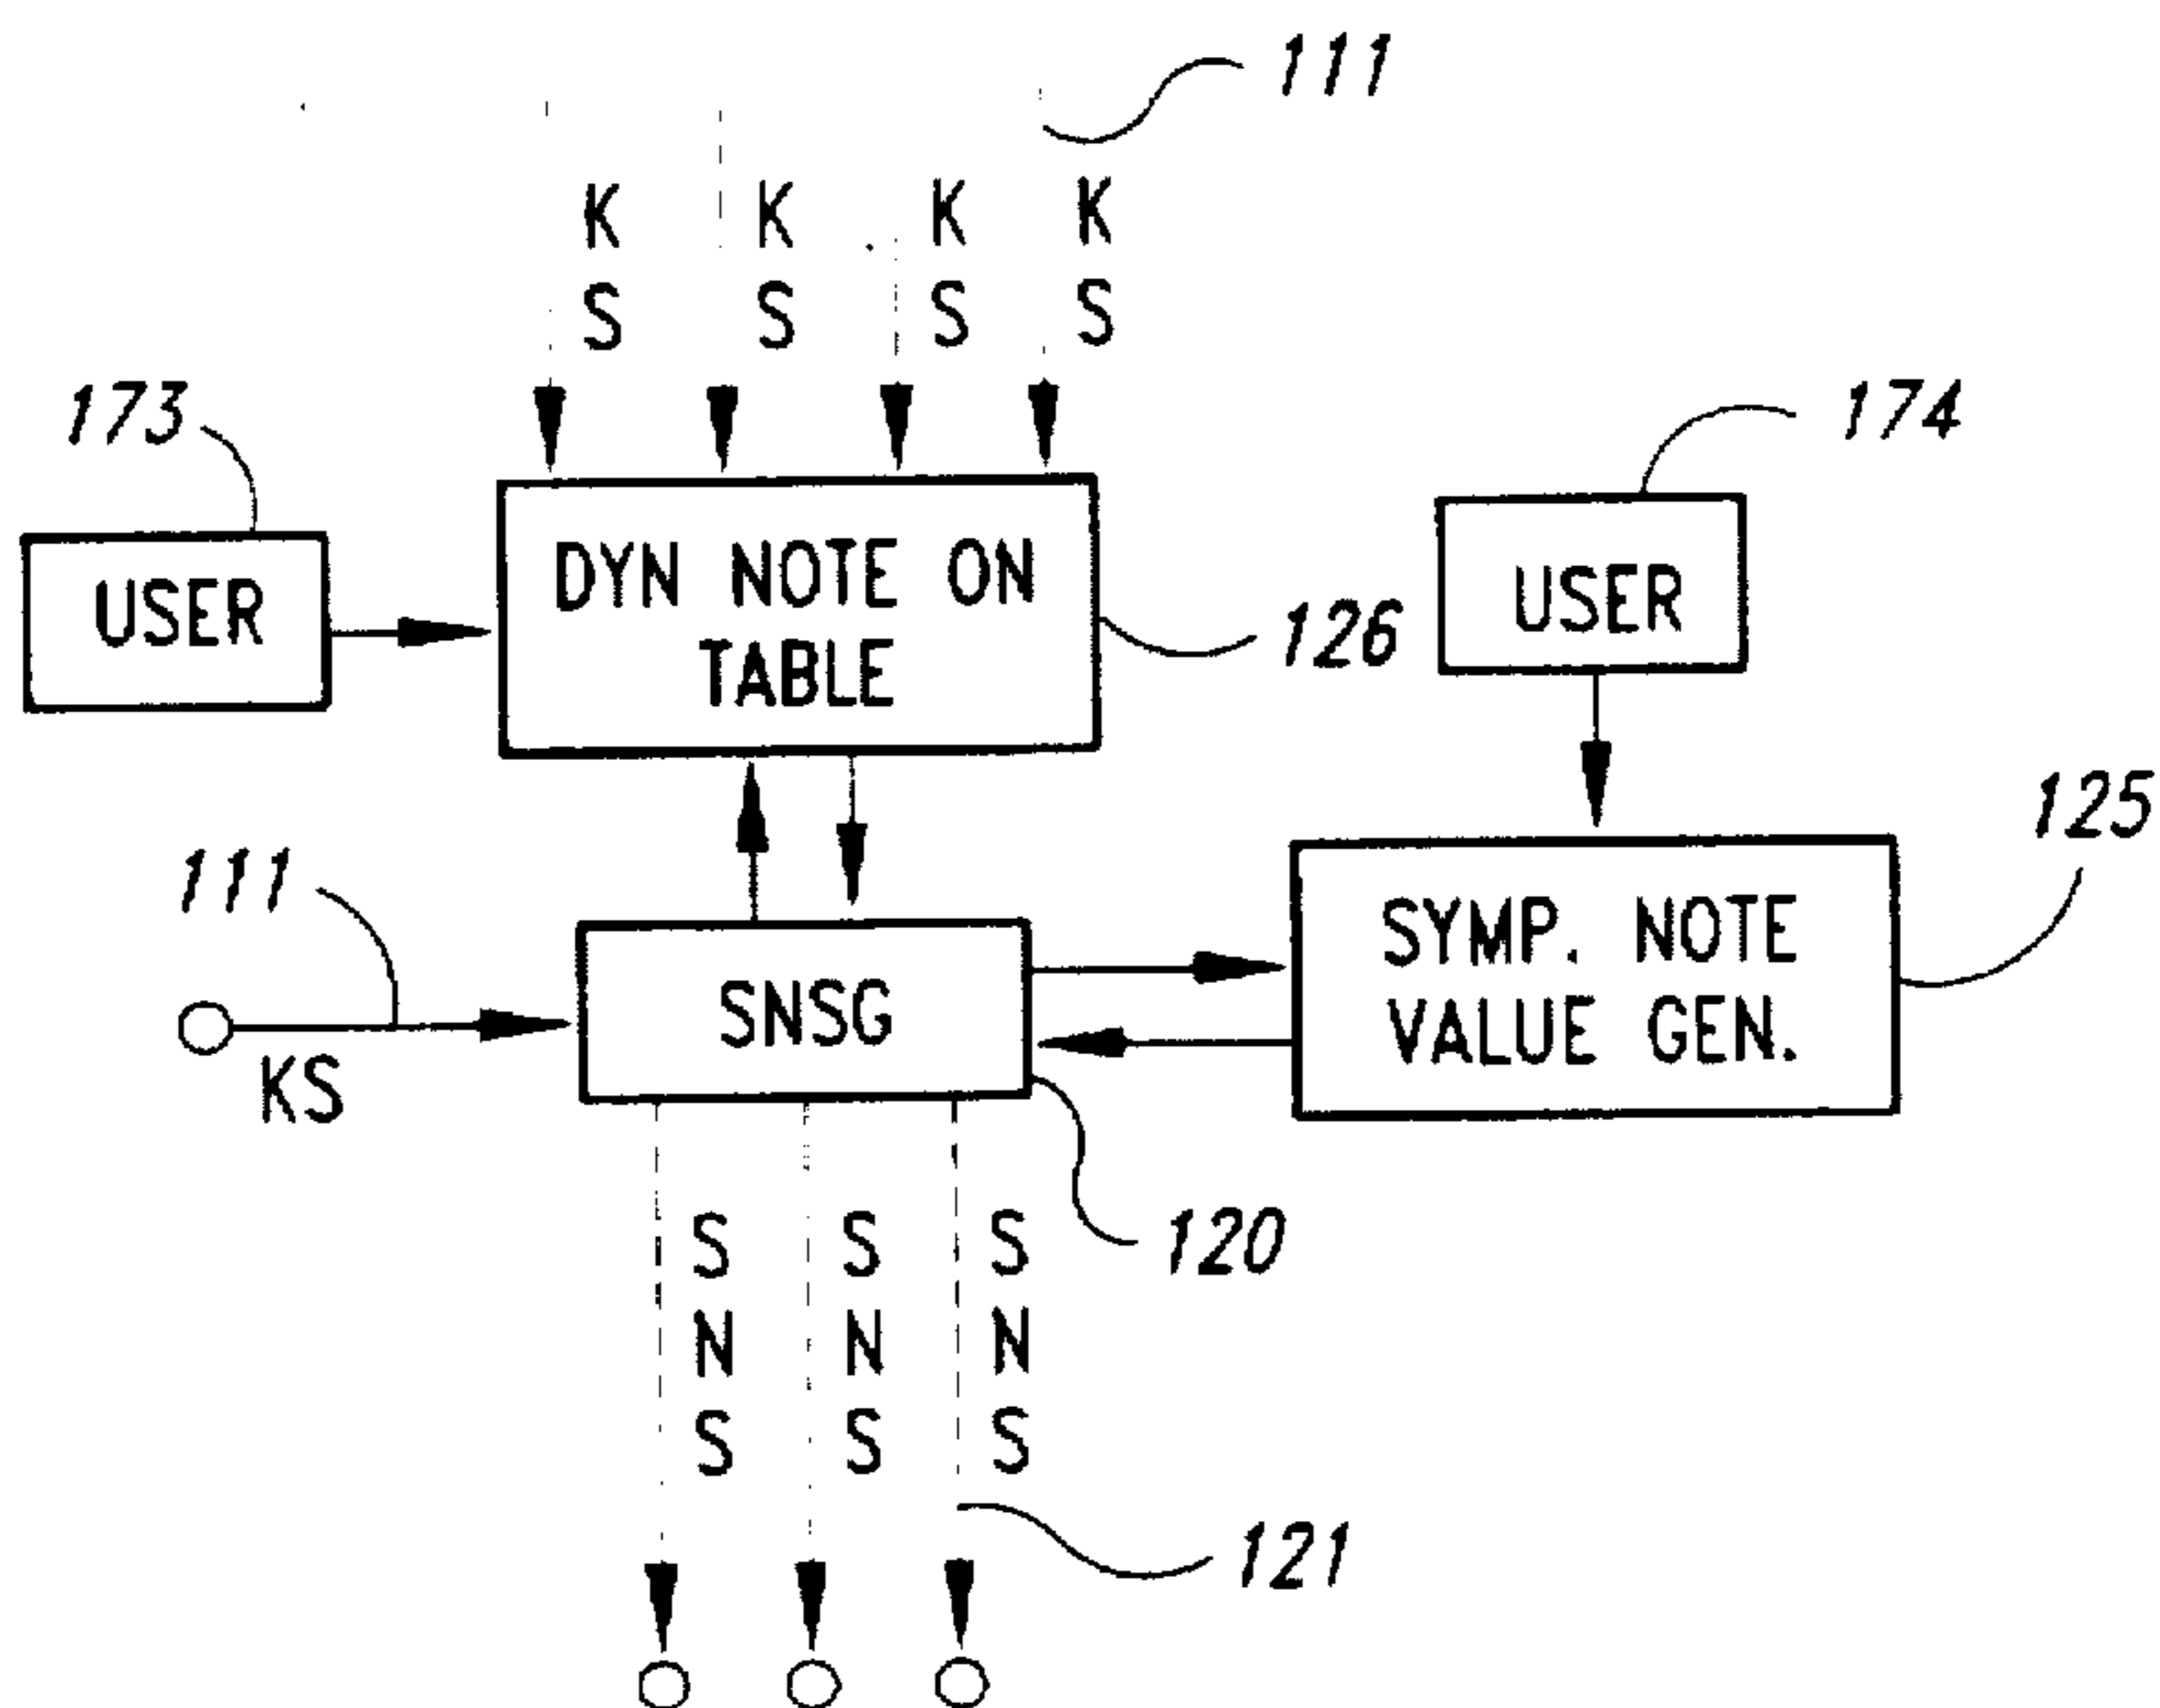 111
K K K K
S S S S
173
174
USER
DYN NOTE ON
TABLE
126
USER
125
111
SNSG
SYMP. NOTE
VALUE GEN.
KS
120
S S S
N N N
S S S
121